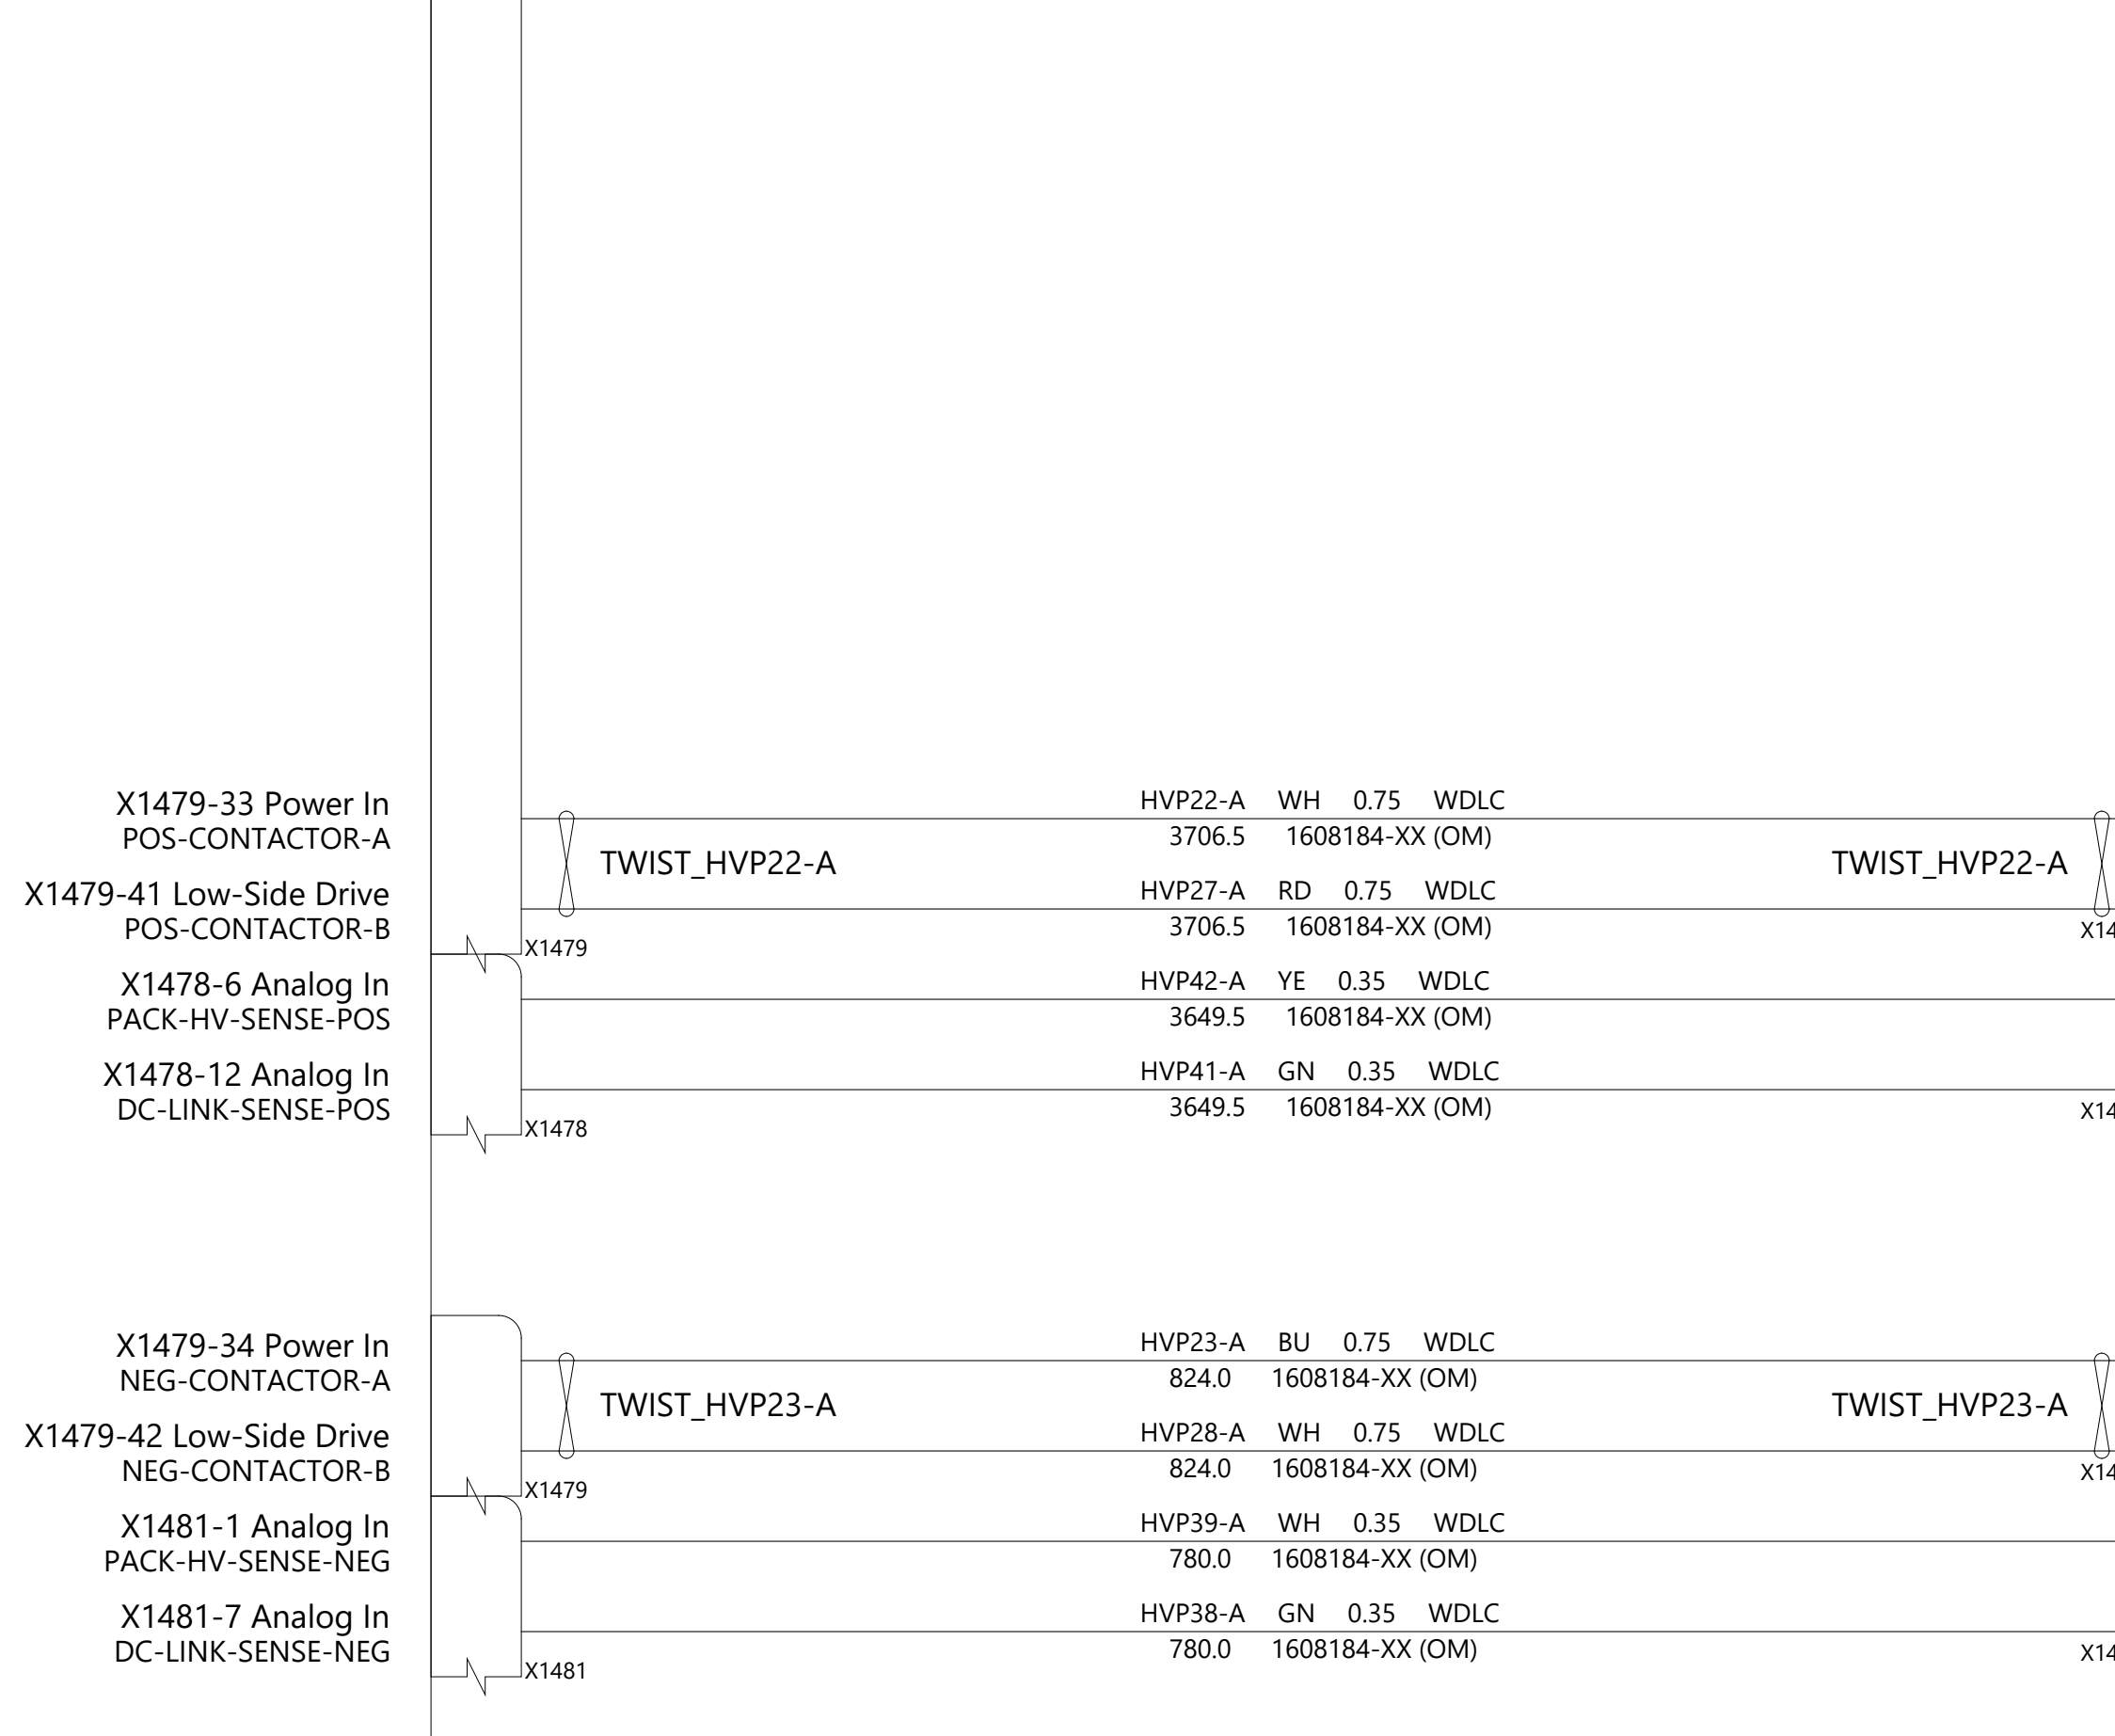 X1479-33 Power In
POS-CONTACTOR-A
HVP22-A WH 0.75 WDLC
3706.5 1608184-XX (OM)
TWIST_HVP22-A
TWIST_HVP22-A
X1479-41 Low-Side Drive
POS-CONTACTOR-B
HVP27-A RD 0.75 WDLC
3706.5 1608184-XX (OM)
X1479
X1478-6 Analog In
PACK-HV-SENSE-POS
HVP42-A YE 0.35 WDLC
3649.5 1608184-XX (OM)
X1478-12 Analog In
DC-LINK-SENSE-POS
HVP41-A GN 0.35 WDLC
3649.5 1608184-XX (OM)
X1478
X1479-34 Power In
NEG-CONTACTOR-A
HVP23-A BU 0.75 WDLC
824.0 1608184-XX (OM)
TWIST_HVP23-A
TWIST_HVP23-A
X1479-42 Low-Side Drive
NEG-CONTACTOR-B
HVP28-A WH 0.75 WDLC
824.0 1608184-XX (OM)
X1479
X1481-1 Analog In
PACK-HV-SENSE-NEG
HVP39-A WH 0.35 WDLC
780.0 1608184-XX (OM)
X1481-7 Analog In
DC-LINK-SENSE-NEG
HVP38-A GN 0.35 WDLC
780.0 1608184-XX (OM)
X1481